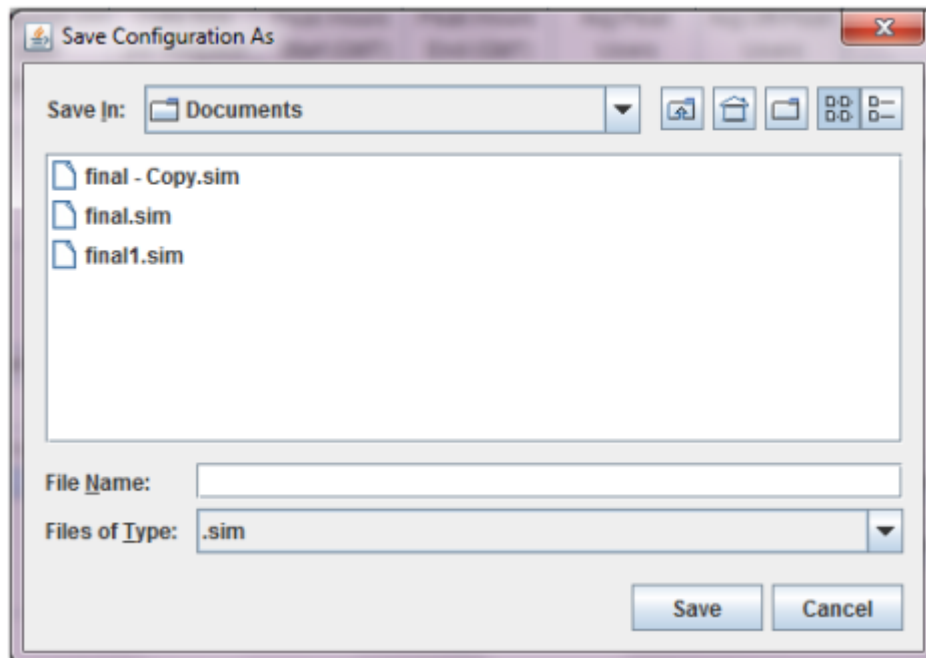 Save Configuration As
Save In: Documents
final - Copy.sim
final.sim
final1.sim
File Name:
Files of Type: .sim
Save Cancel